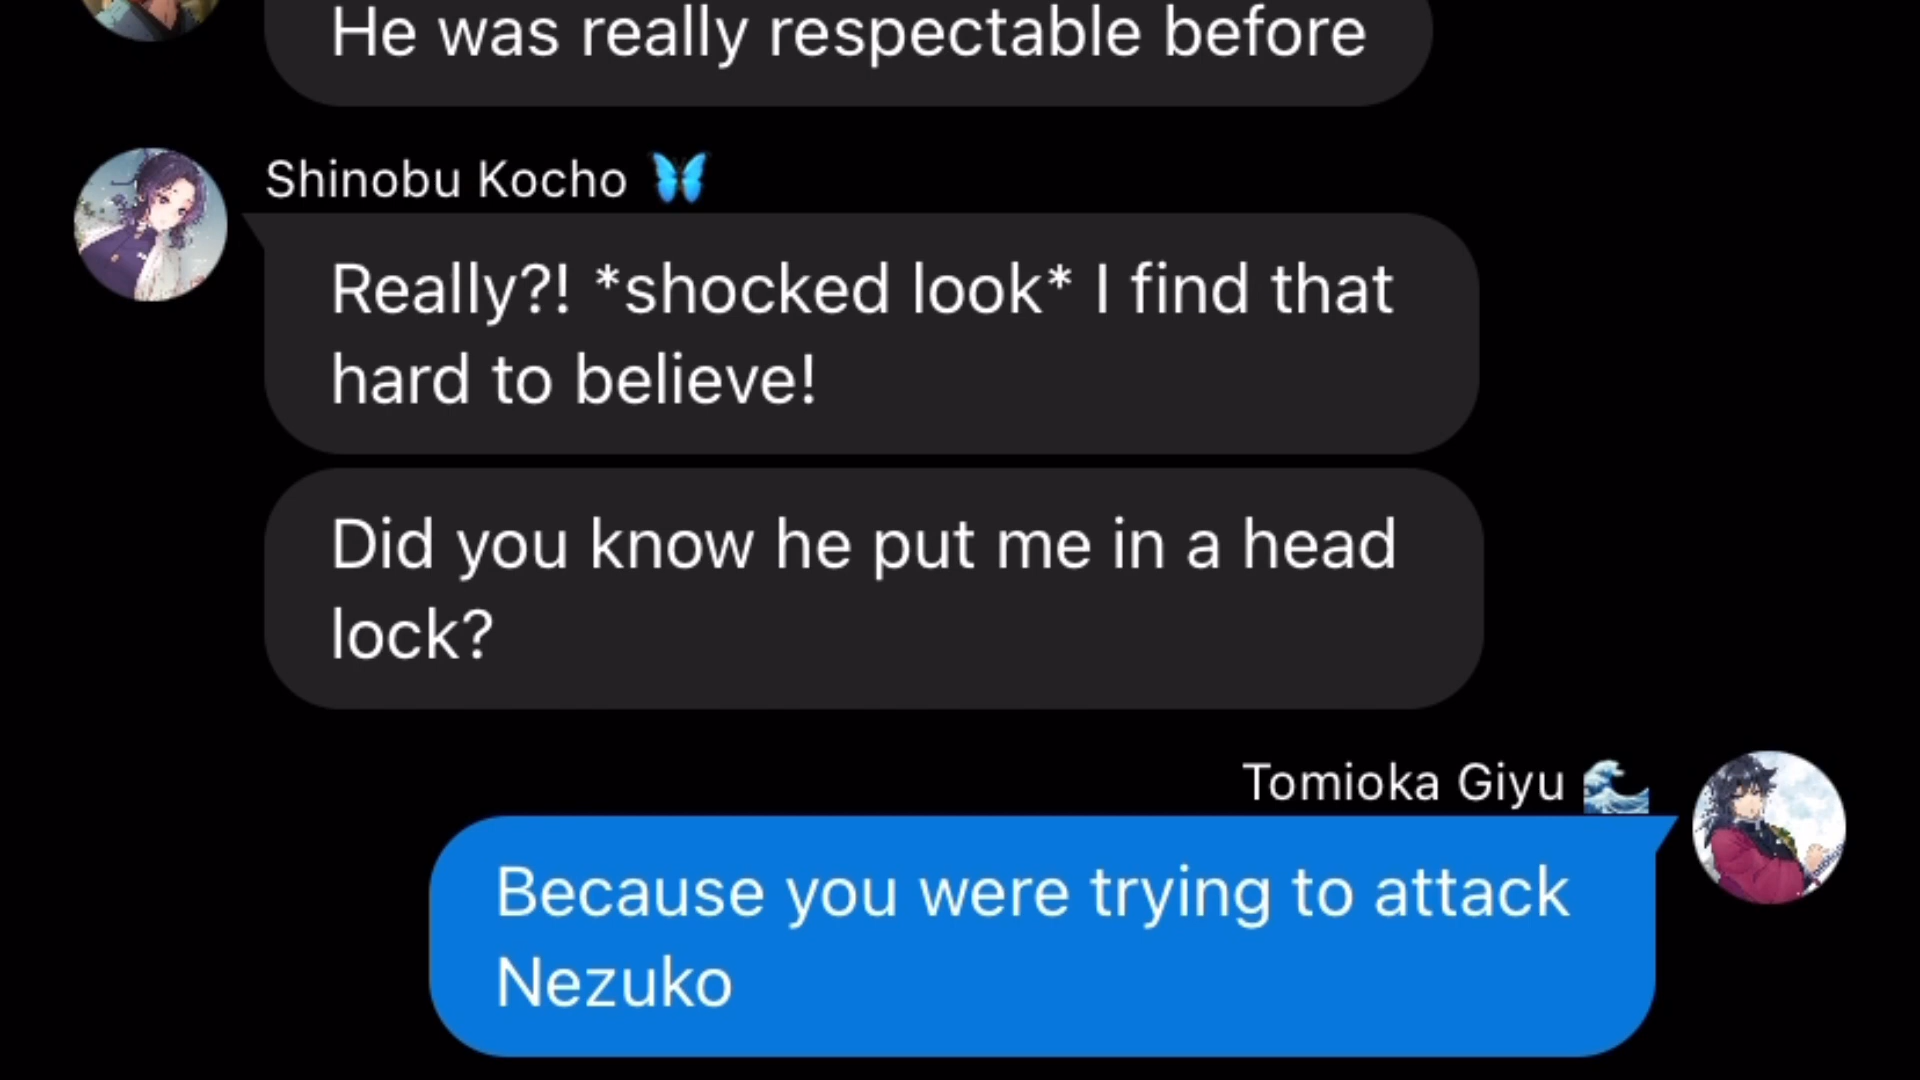 He was really respectable before
Shinobu Kocho 🦋
Really?! *shocked look* I find that
hard to believe!
Did you know he put me in a head
lock?
Tomioka Giyu 🌊
Because you were trying to attack
Nezuko